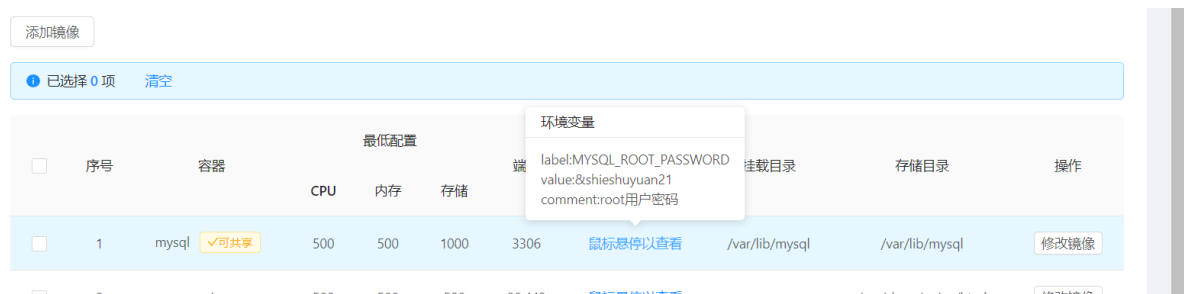 添加镜像
已选择 0 项 清空
环境变量
label:MYSQL_ROOT_PASSWORD
value:&shieshuyuan21
comment:root用户密码
最低配置
序号 容器 CPU 内存 存储 挂载目录 存储目录 操作
1 mysql 可共享 500 500 1000 3306 鼠标悬停以查看 /var/lib/mysql /var/lib/mysql 修改镜像